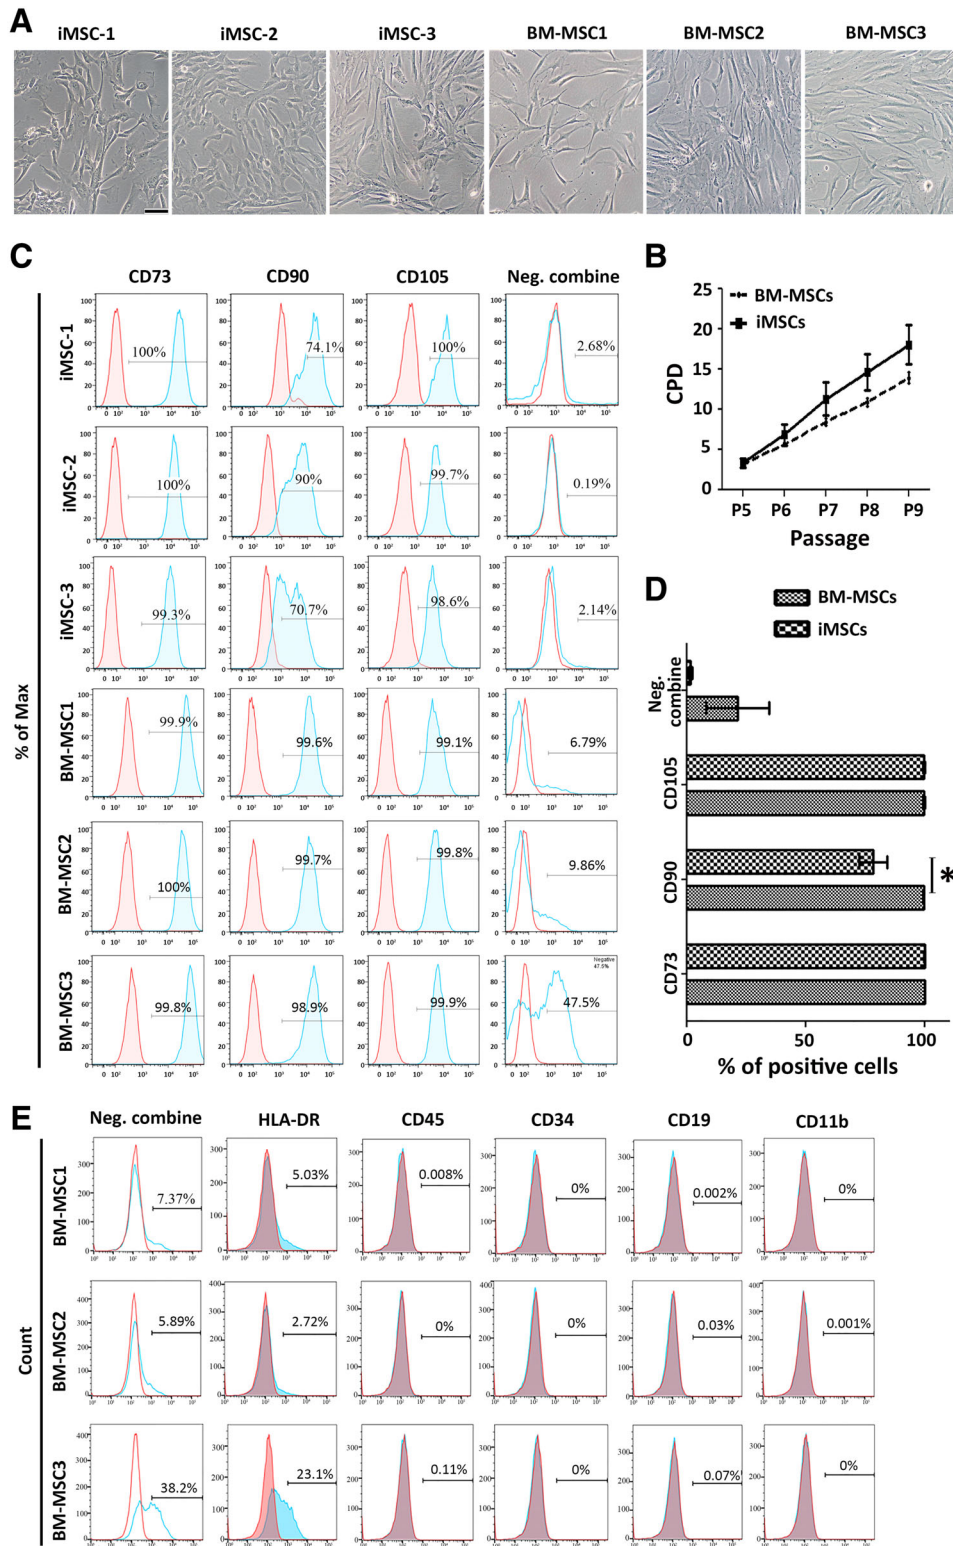 A
iMSC-1 iMSC-2 iMSC-3 BM-MSC1 BM-MSC2 BM-MSC3
C
CD73 CD90 CD105 Neg. combine
% of Max
iMSC-1
100% 74.1% 100% 2.68%
iMSC-2
100% 90% 99.7% 0.19%
iMSC-3
99.3% 70.7% 98.6% 2.14%
BM-MSC1
99.9% 99.6% 99.1% 6.79%
BM-MSC2
100% 99.7% 99.8% 9.86%
BM-MSC3
Negative
47.5%
99.8% 98.9% 99.9% 47.5%
B
CPD
25
20
15
10
5
0
BM-MSCs
iMSCs
P5 P6 P7 P8 P9
Passage
D
BM-MSCs
iMSCs
Neg. combine
CD105
CD90
*
CD73
0 50 100
% of positive cells
E
Neg. combine HLA-DR CD45 CD34 CD19 CD11b
Count
BM-MSC1
7.37% 5.03% 0.008% 0% 0.002% 0%
BM-MSC2
5.89% 2.72% 0% 0% 0.03% 0.001%
BM-MSC3
38.2% 23.1% 0.11% 0% 0.07% 0%